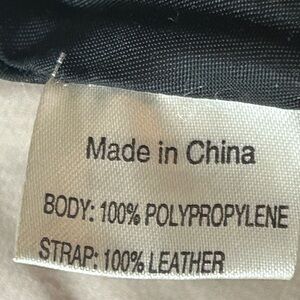 Made in China
BODY: 100% POLYPROPYLENE
STRAP: 100% LEATHER